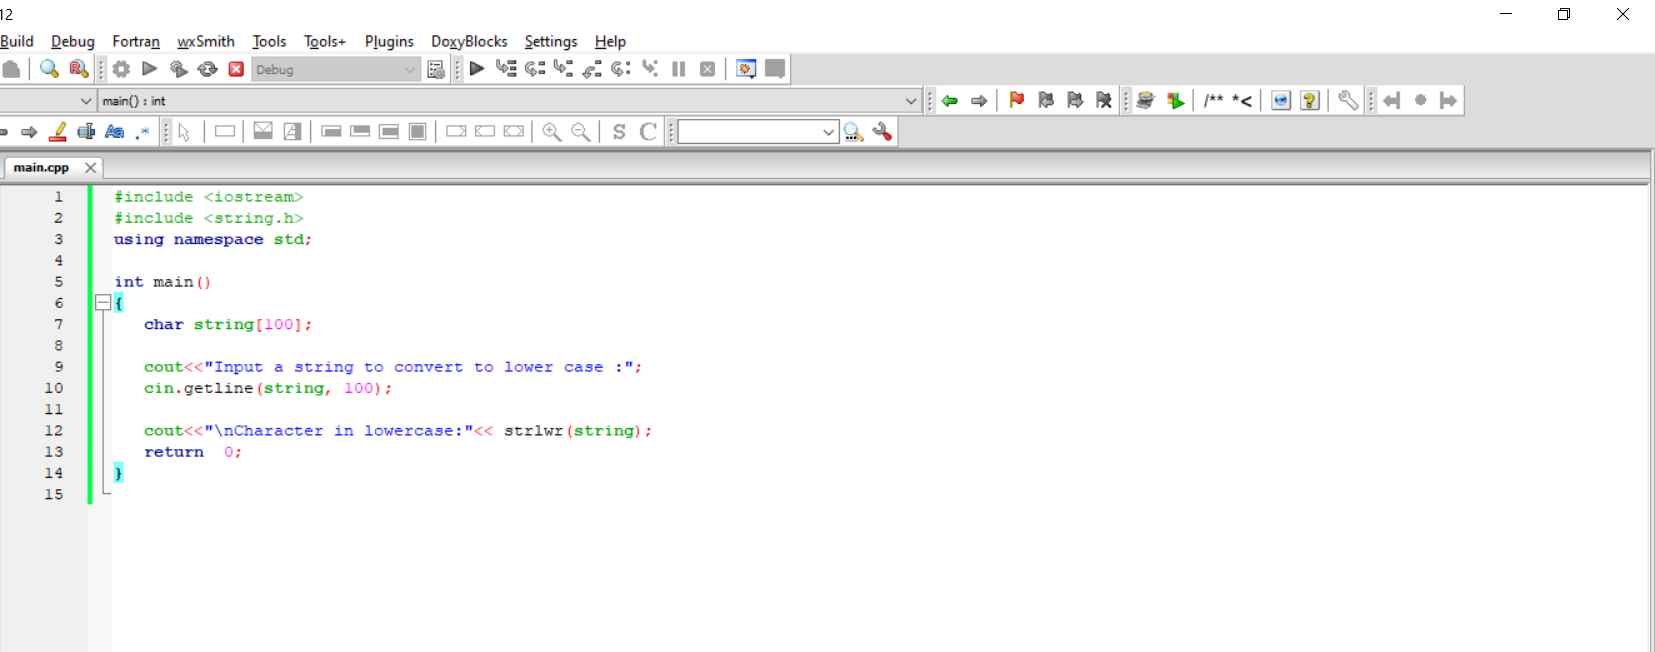 12
Build Debug Fortran wxSmith Tools Tools+ Plugins DoxyBlocks Settings Help
Debug
main() : int
/** *<
Aa .*
S C
main.cpp
1 #include <iostream>
2 #include <string.h>
3 using namespace std;
4
5 int main()
6 {
7 char string[100];
8
9 cout<<"Input a string to convert to lower case :";
10 cin.getline(string, 100);
11
12 cout<<"\nCharacter in lowercase:"<< strlwr(string);
13 return  0;
14 }
15